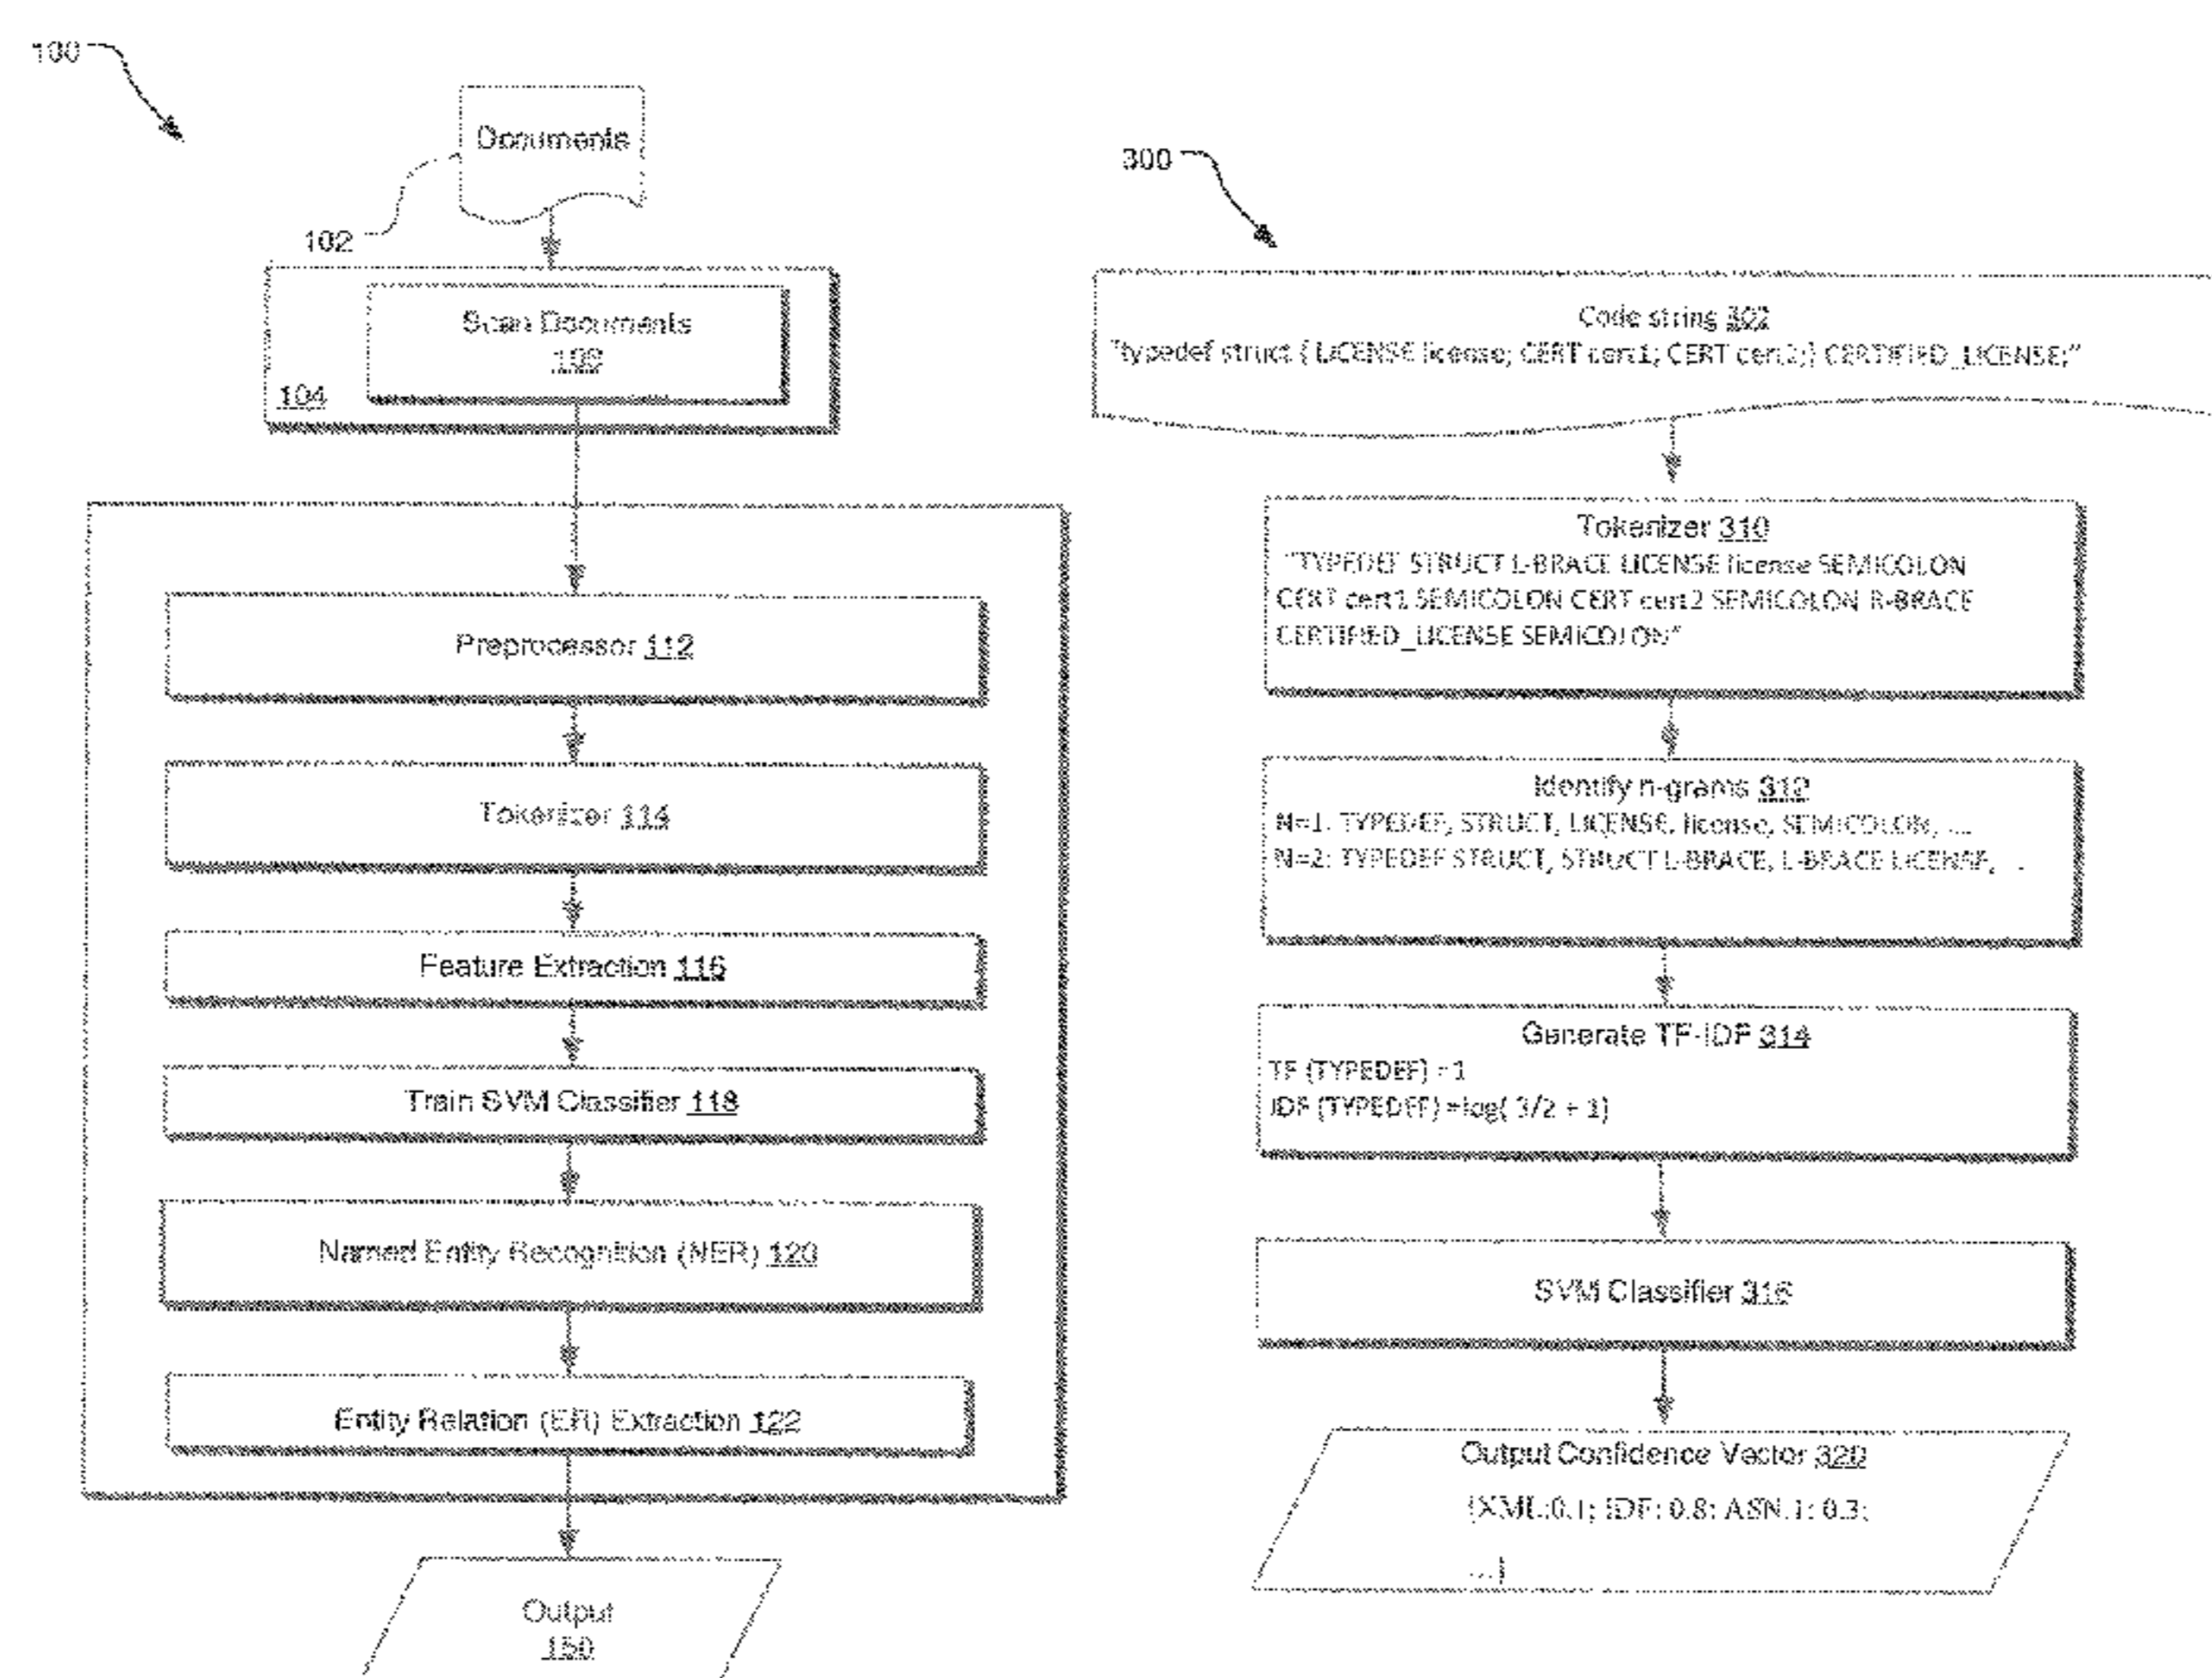 100
Documents
102
Scan Documents
104
Preprocessor 112
Tokenizer 114
Feature Extraction 116
Train SVM Classifier 118
Named Entity Recognition (NER) 120
Entity Relation (ER) Extraction 122
Output
150
300
Code string 302
"typedef struct { LICENSE license; CERT cert1; CERT cert2;} CERTIFIED_LICENSE;"
Tokenizer 310
"TYPEDEF STRUCT L-BRACE LICENSE license SEMICOLON
CERT cert1 SEMICOLON CERT cert2 SEMICOLON R-BRACE
CERTIFIED_LICENSE SEMICOLON"
Identify n-grams 312
N=1: TYPEDEF, STRUCT, LICENSE, license, SEMICOLON, ...
N=2: TYPEDEF STRUCT, STRUCT L-BRACE, L-BRACE LICENSE, ..
Generate TF-IDF 314
TF (TYPEDEF) =1
IDF (TYPEDEF) =log( 3/2 + 1)
SVM Classifier 316
Output Confidence Vector 320
{XML:0.1; IDF: 0.8; ASN.1: 0.3;
...}